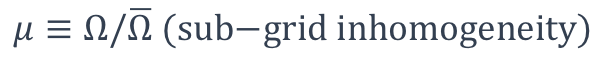 μ ≡ Ω/Ω̅ (sub−grid inhomogeneity)